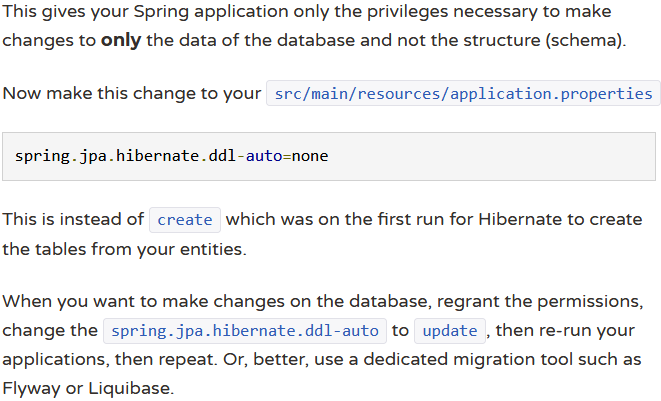 This gives your Spring application only the privileges necessary to make
changes to only the data of the database and not the structure (schema).
Now make this change to your src/main/resources/application.properties
spring.jpa.hibernate.ddl-auto=none
This is instead of create which was on the first run for Hibernate to create
the tables from your entities.
When you want to make changes on the database, regrant the permissions,
change the spring.jpa.hibernate.ddl-auto to update, then re-run your
applications, then repeat. Or, better, use a dedicated migration tool such as
Flyway or Liquibase.